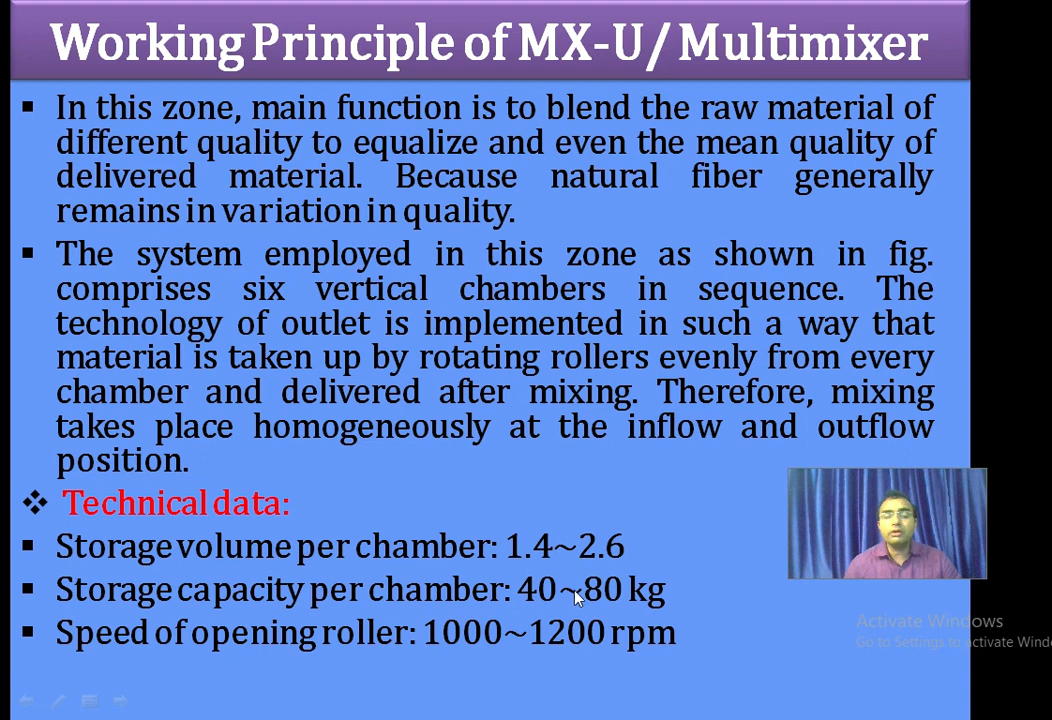 Working Principle of MX-U/ Multimixer
▪ In this zone, main function is to blend the raw material of
different quality to equalize and even the mean quality of
delivered material. Because natural fiber generally
remains in variation in quality.
▪ The system employed in this zone as shown in fig.
comprises six vertical chambers in sequence. The
technology of outlet is implemented in such a way that
material is taken up by rotating rollers evenly from every
chamber and delivered after mixing. Therefore, mixing
takes place homogeneously at the inflow and outflow
position.
❖ Technical data:
▪ Storage volume per chamber: 1.4~2.6
▪ Storage capacity per chamber: 40~80 kg
▪ Speed of opening roller: 1000~1200 rpm
Activate Windows
Go to Settings to activate Wind